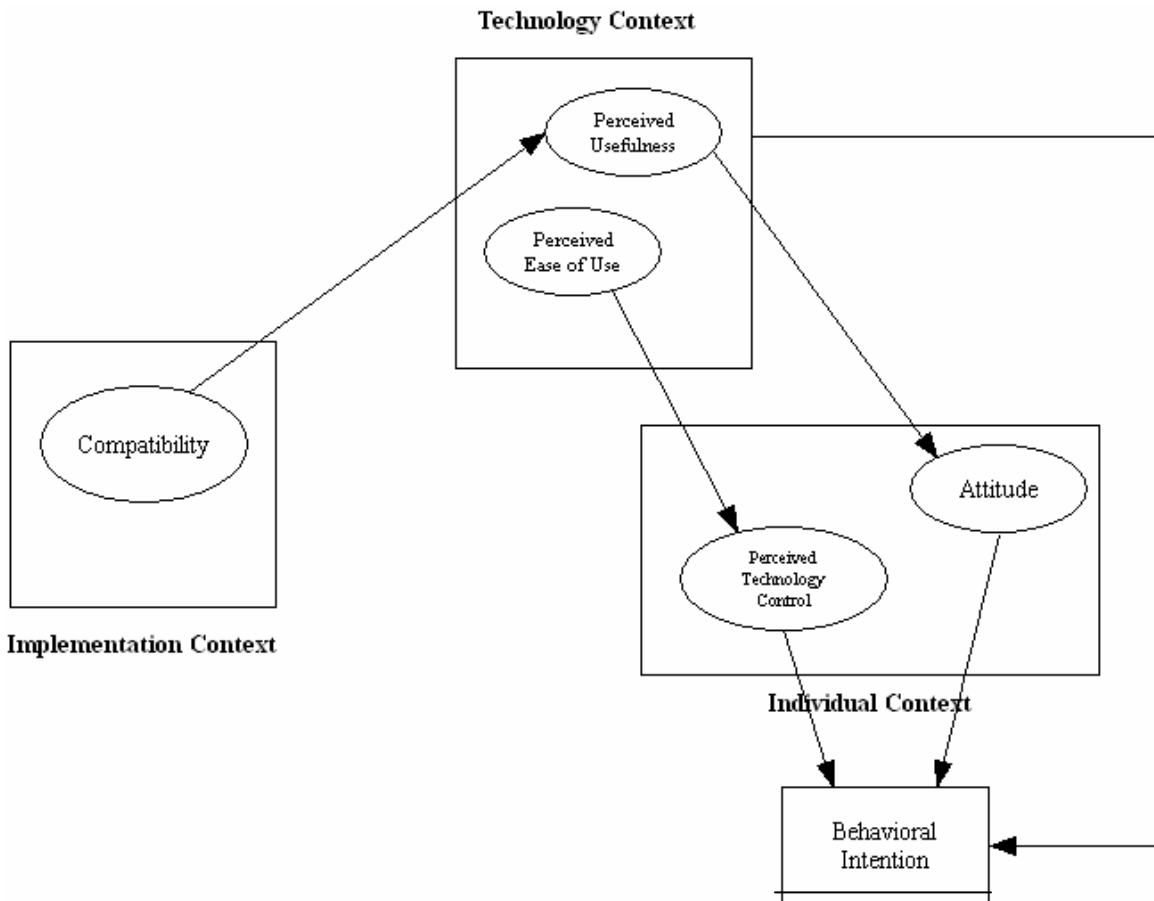 Technology Context
Perceived
Usefulness
Perceived
Ease of Use
Compatibility
Implementation Context
Attitude
Perceived
Technology
Control
Individual Context
Behavioral
Intention